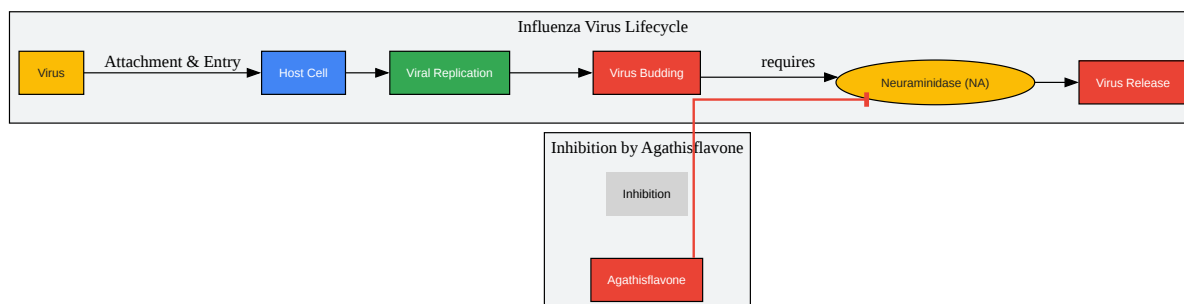 Influenza Virus Lifecycle
Virus
Attachment & Entry
Host Cell
Viral Replication
Virus Budding
requires
Neuraminidase (NA)
Virus Release
Inhibition by Agathisflavone
Inhibition
Agathisflavone